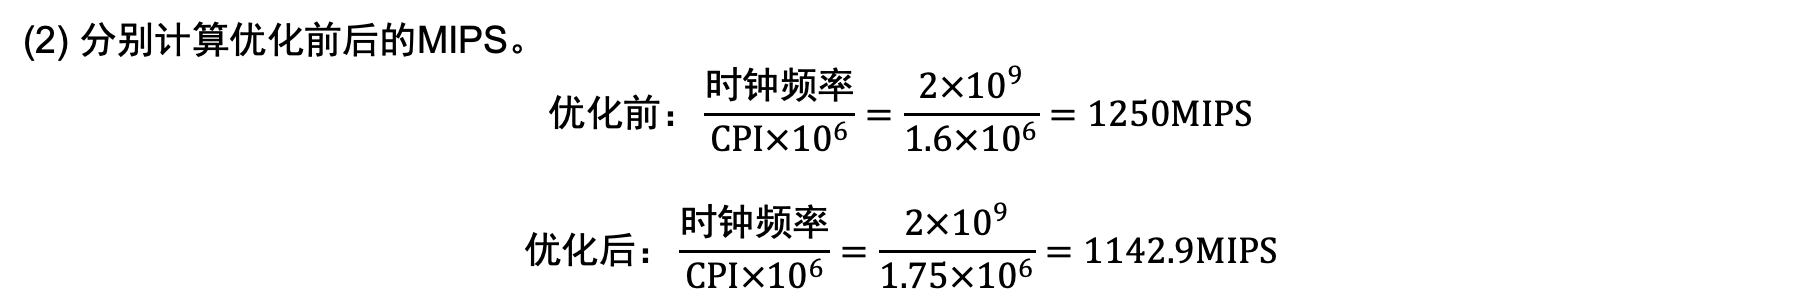 (2) 分别计算优化前后的MIPS。
优化前： 时钟频率/CPI×10⁶ = 2×10⁹/1.6×10⁶ = 1250MIPS
优化后： 时钟频率/CPI×10⁶ = 2×10⁹/1.75×10⁶ = 1142.9MIPS